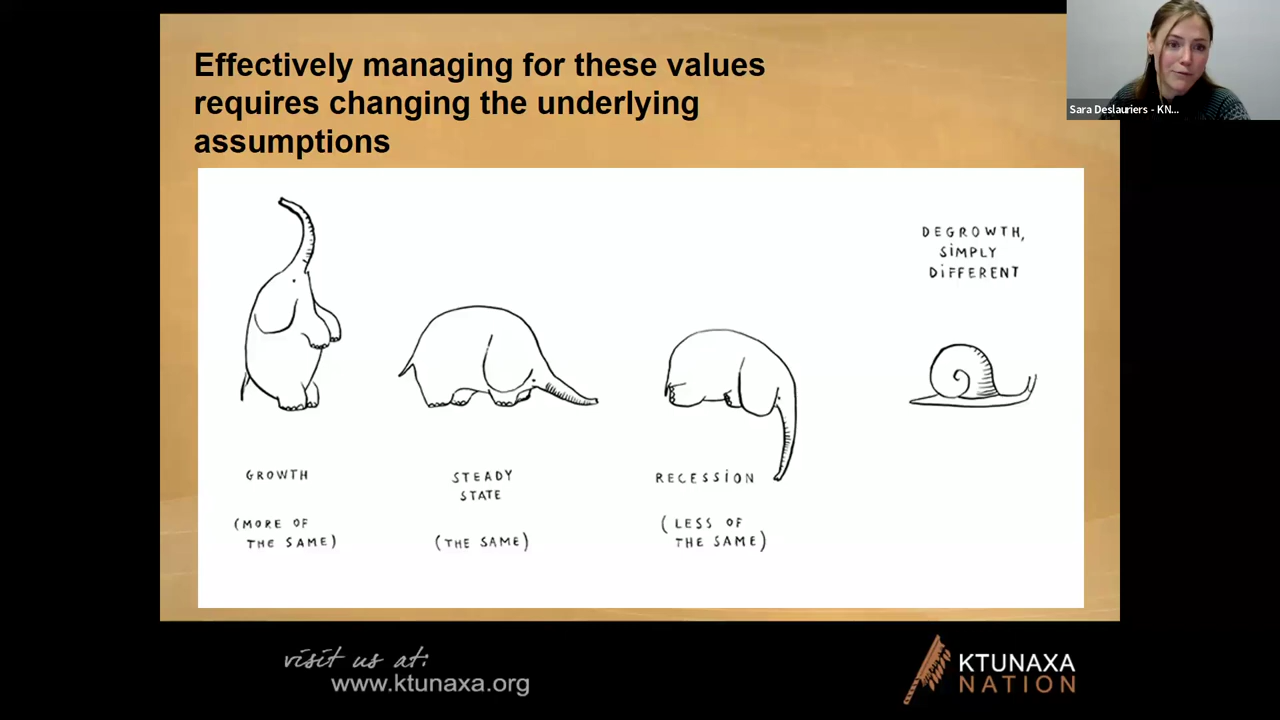 Effectively managing for these values
requires changing the underlying
assumptions
Sara Deslauriers - KN...
DEGROWTH,
SiMPLY
DiFFERENT
GROWTH
(MORE OF
THE SAME)
STEADY
STATE
(THE SAME)
RECESSiON
(LESS OF
THE SAME)
visit us at:
www.ktunaxa.org
KTUNAXA
NATION